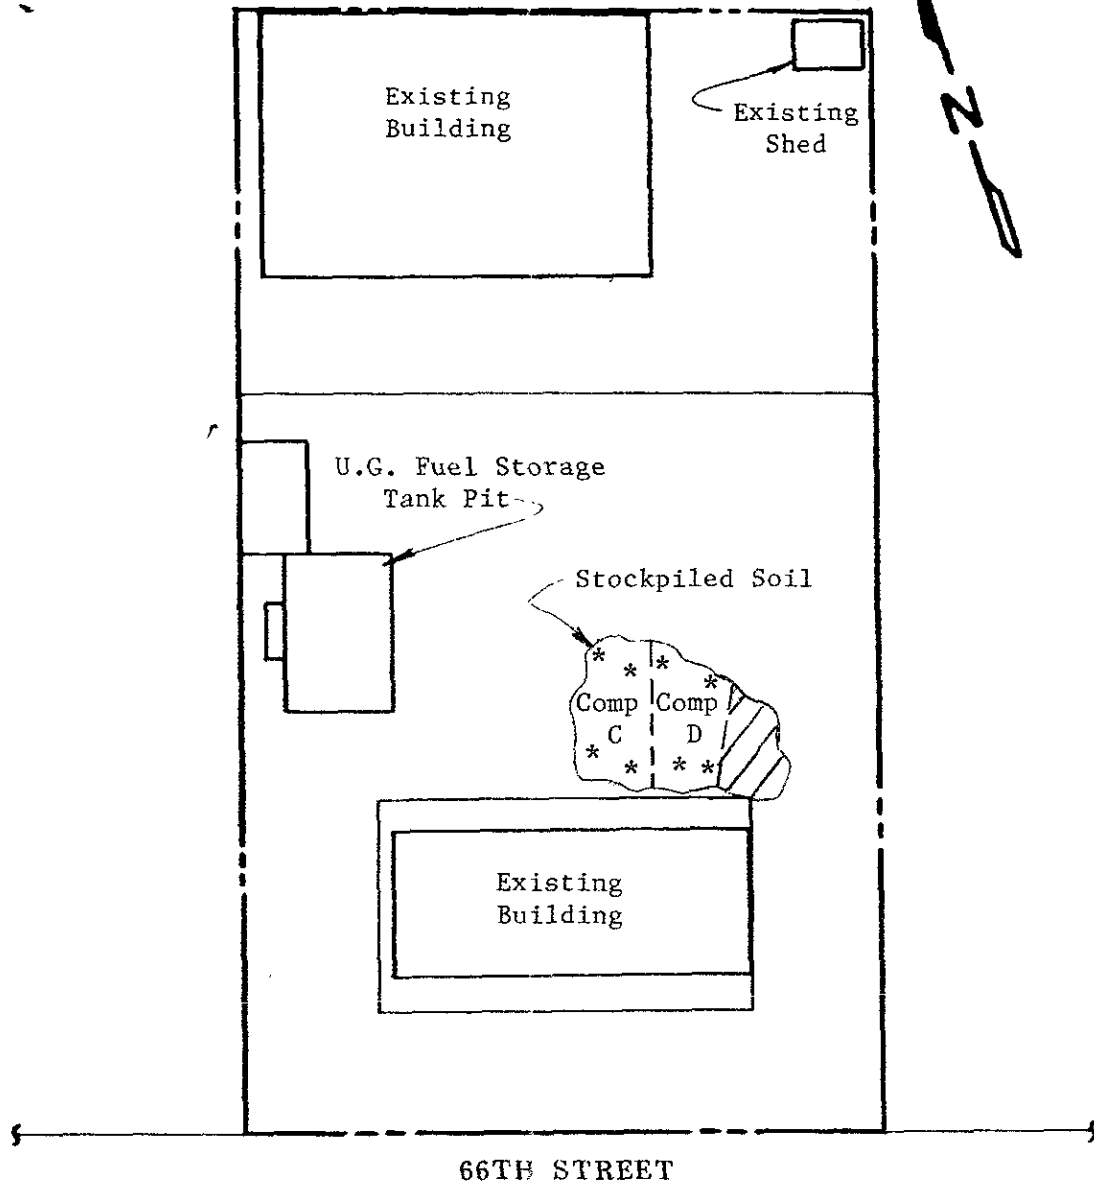 Existing
Building
Existing
Shed
N
U.G. Fuel Storage
Tank Pit
Stockpiled Soil
* * * *
Comp Comp
C D
* * * *
Existing
Building
66TH STREET